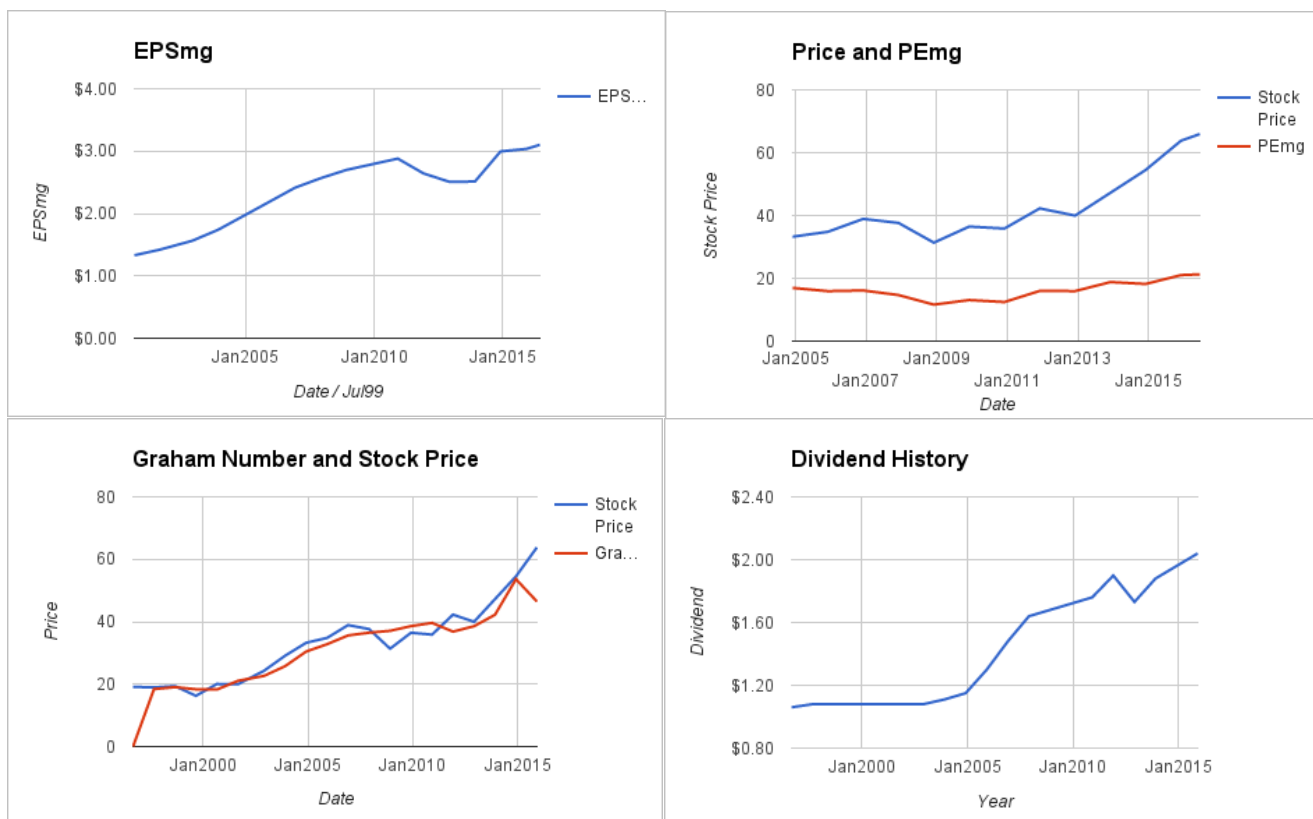 EPSmg
$4.00
$3.00
$2.00
$1.00
$0.00
EPSmg
Jan2005 Jan2010 Jan2015
Date / Jul99
EPS...
Price and PEmg
80
60
40
20
0
Stock Price
Jan2005 Jan2009 Jan2013
Jan2007 Jan2011 Jan2015
Date
Stock
Price
PEmg
Graham Number and Stock Price
80
60
40
20
0
Price
Jan2000 Jan2005 Jan2010 Jan2015
Date
Stock
Price
Gra...
Dividend History
$2.40
$2.00
$1.60
$1.20
$0.80
Dividend
Jan2000 Jan2005 Jan2010 Jan2015
Year